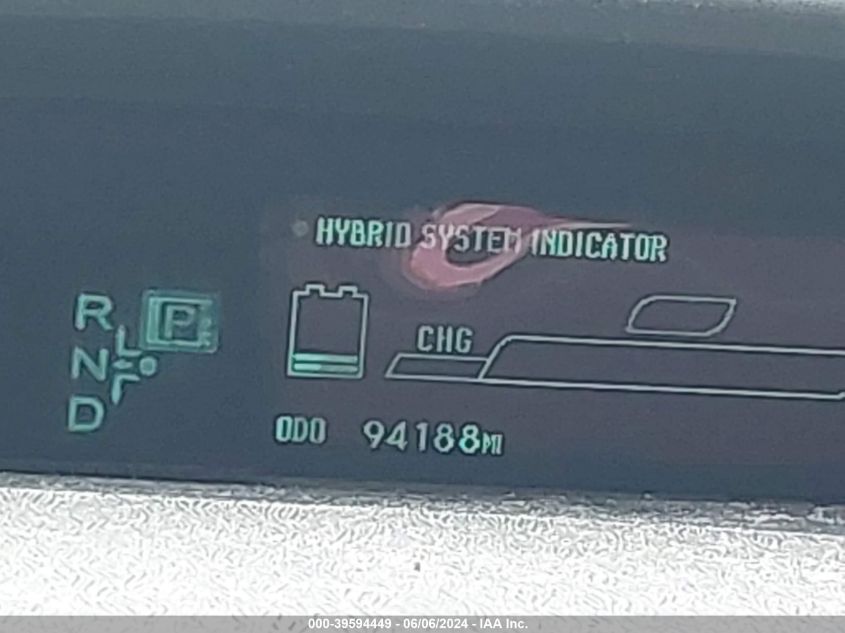 HYBRID SYSTEM INDICATOR
R P
N
D
CHG
ODO 94188MI
000-39594449 - 06/06/2024 - IAA Inc.